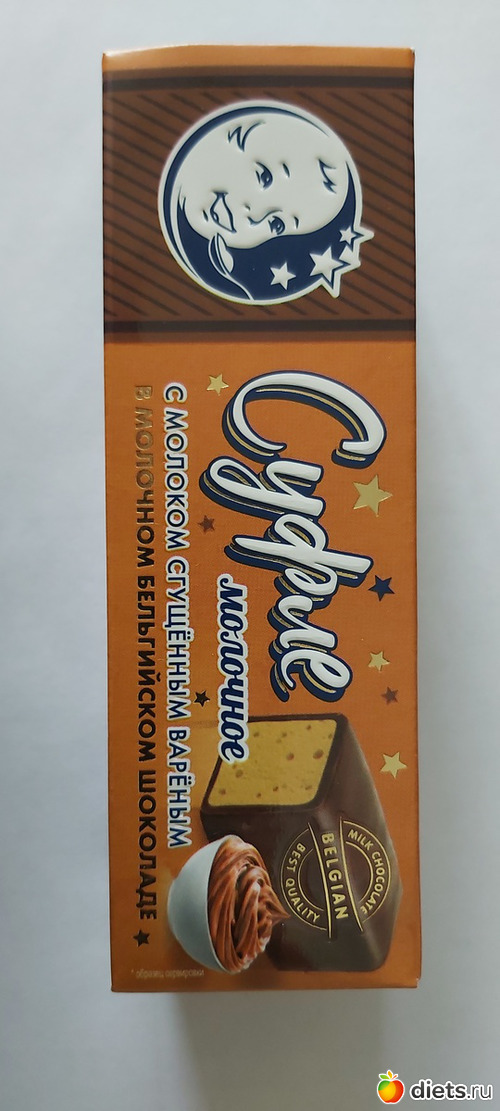 Суфле
молочное
С МОЛОКОМ СГУЩЁННЫМ ВАРЁНЫМ
В МОЛОЧНОМ БЕЛЬГИЙСКОМ ШОКОЛАДЕ
MILK CHOCOLATE
BELGIAN
BEST QUALITY
diets.ru